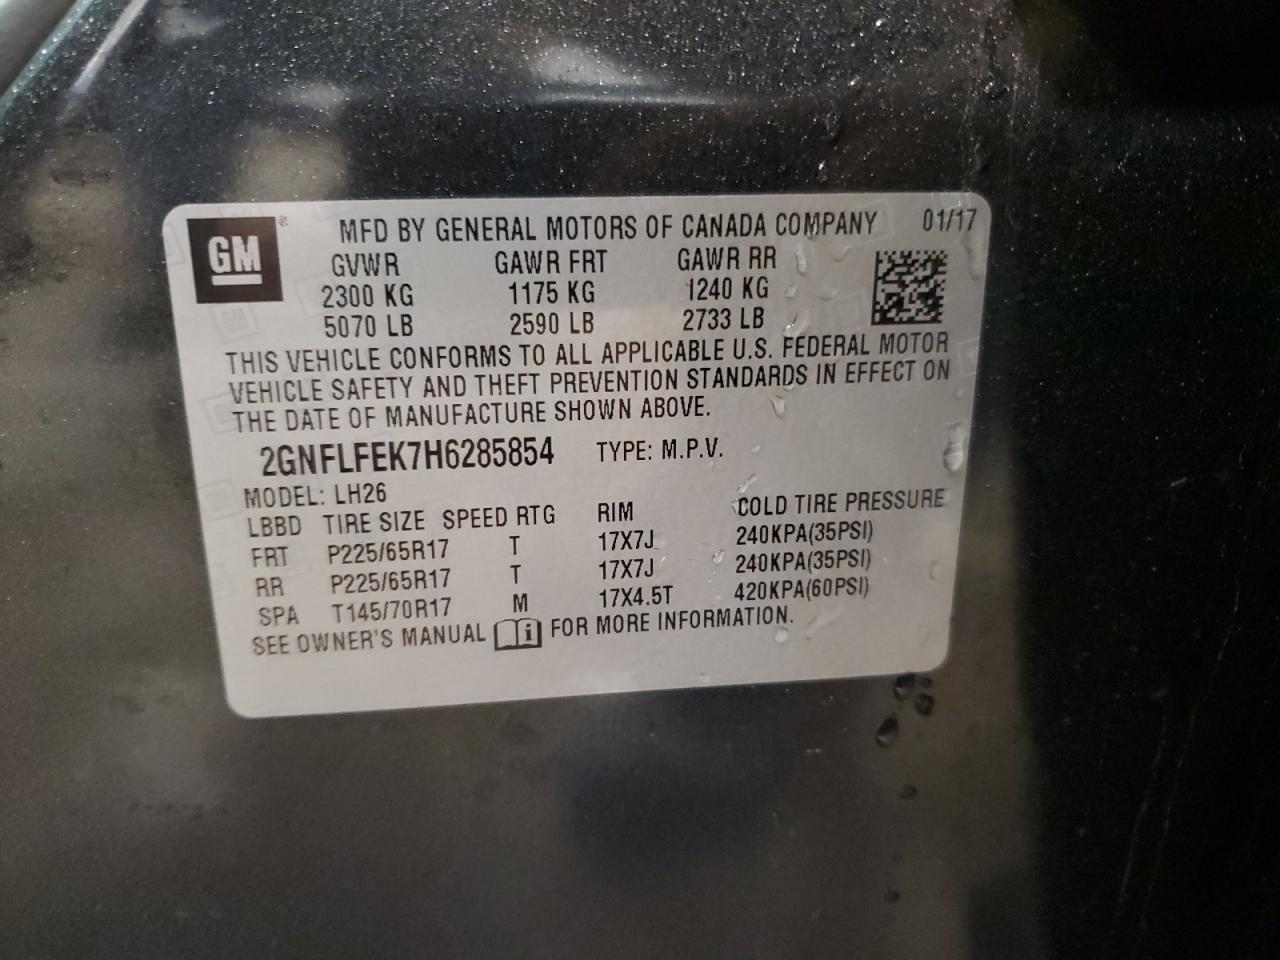 GM® MFD BY GENERAL MOTORS OF CANADA COMPANY 01/17
GVWR GAWR FRT GAWR RR
2300 KG 1175 KG 1240 KG
5070 LB 2590 LB 2733 LB
THIS VEHICLE CONFORMS TO ALL APPLICABLE U.S. FEDERAL MOTOR
VEHICLE SAFETY AND THEFT PREVENTION STANDARDS IN EFFECT ON
THE DATE OF MANUFACTURE SHOWN ABOVE.
2GNFLFEK7H6285854 TYPE: M.P.V.
MODEL: LH26
LBBD TIRE SIZE SPEED RTG RIM COLD TIRE PRESSURE
FRT P225/65R17 T 17X7J 240KPA(35PSI)
RR P225/65R17 T 17X7J 240KPA(35PSI)
SPA T145/70R17 M 17X4.5T 420KPA(60PSI)
SEE OWNER'S MANUAL i FOR MORE INFORMATION.